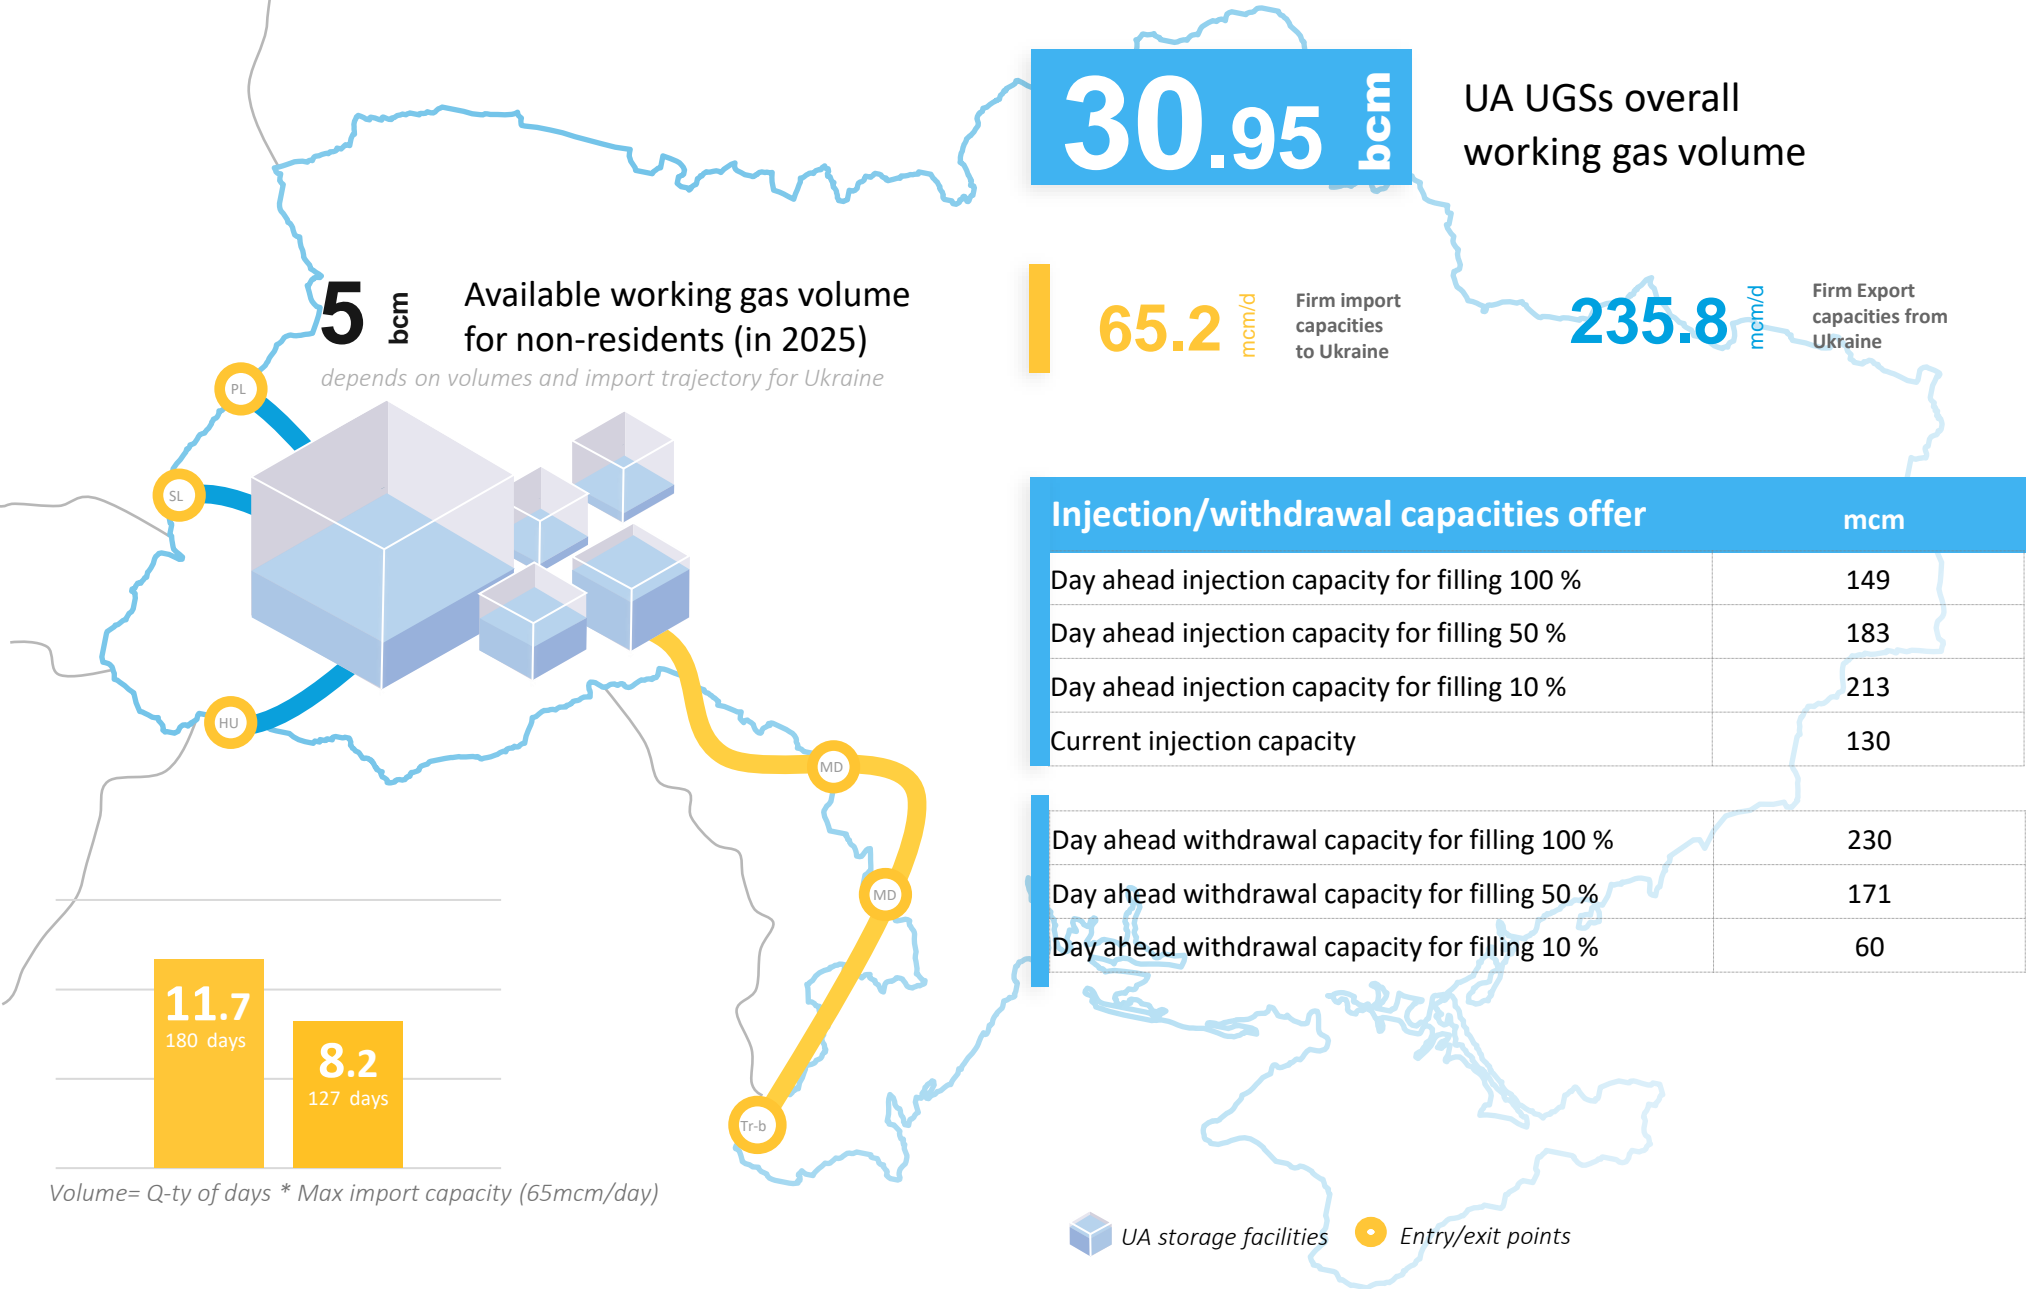 30.95 bcm
UA UGSs overall
working gas volume
5 bcm
Available working gas volume
for non-residents (in 2025)
depends on volumes and import trajectory for Ukraine
65.2 mcm/d
Firm import
capacities
to Ukraine
235.8 mcm/d
Firm Export
capacities from
Ukraine
PL
SL
HU
MD
MD
Tr-b
Injection/withdrawal capacities offer mcm
Day ahead injection capacity for filling 100 % 149
Day ahead injection capacity for filling 50 % 183
Day ahead injection capacity for filling 10 % 213
Current injection capacity 130
Day ahead withdrawal capacity for filling 100 % 230
Day ahead withdrawal capacity for filling 50 % 171
Day ahead withdrawal capacity for filling 10 % 60
11.7
180 days
8.2
127 days
Volume= Q-ty of days * Max import capacity (65mcm/day)
UA storage facilities
Entry/exit points